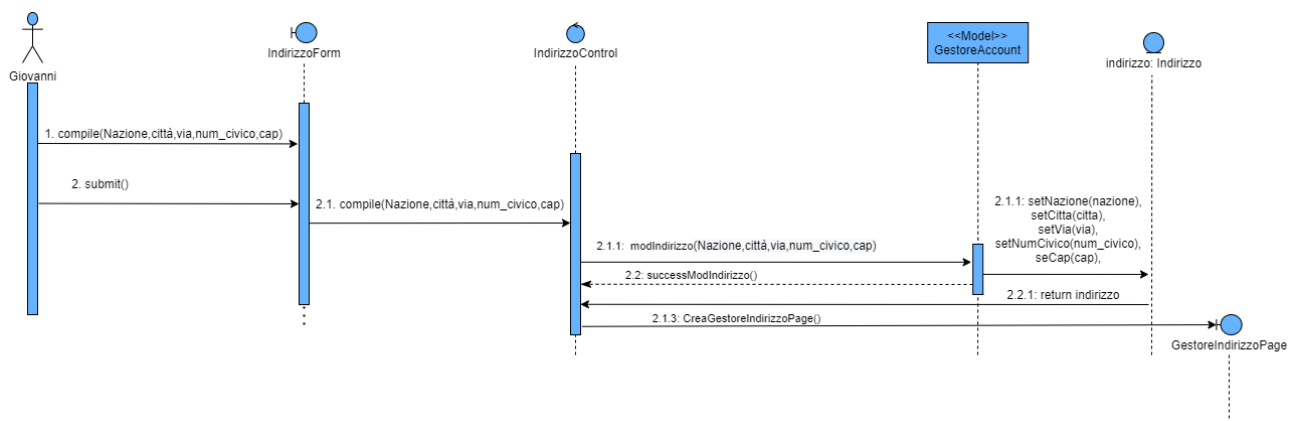 Giovanni
IndirizzoForm
IndirizzoControl
<<Model>>
GestoreAccount
indirizzo: Indirizzo
1. compile(Nazione,città,via,num_civico,cap)
2. submit()
2.1. compile(Nazione,città,via,num_civico,cap)
2.1.1: modIndirizzo(Nazione,città,via,num_civico,cap)
2.1.1: setNazione(nazione),
setCitta(citta),
setVia(via),
setNumCivico(num_civico),
seCap(cap),
2.2: successModIndirizzo()
2.2.1: return indirizzo
2.1.3: CreaGestoreIndirizzoPage()
GestoreIndirizzoPage